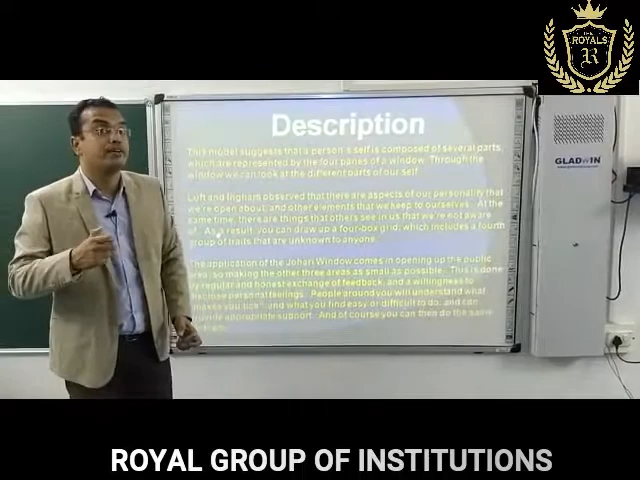 THE
ROYALS
R
GLADWIN
Description
This model suggests that a person's self is composed of several parts,
which are represented by the four panes of a window. Through the
window we can look at the different parts of our self.
Luft and Ingham observed that there are aspects of our personality that
we're open about, and other elements that we keep to ourselves. At the
same time, there are things that others see in us that we're not aware
of. As a result, you can draw up a four-box grid, which includes a fourth
group of traits that are unknown to anyone.
The application of the Johari Window comes in opening up the public
area, so making the other three areas as small as possible. This is done
by regular and honest exchange of feedback, and a willingness to
disclose personal feelings. People around you will understand what
"makes you tick", and what you find easy or difficult to do, and can
provide appropriate support. And of course you can then do the same
ROYAL GROUP OF INSTITUTIONS